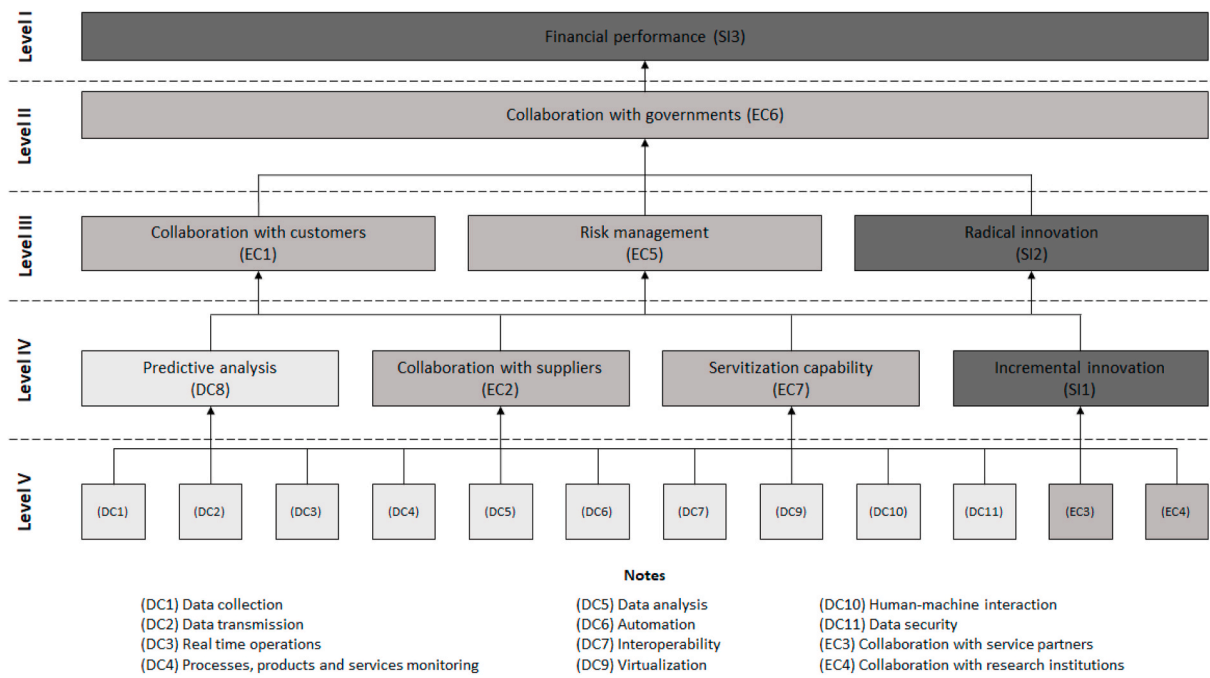 Level I
Financial performance (SI3)
Level II
Collaboration with governments (EC6)
Level III
Collaboration with customers
(EC1)
Risk management
(EC5)
Radical innovation
(SI2)
Level IV
Predictive analysis
(DC8)
Collaboration with suppliers
(EC2)
Servitization capability
(EC7)
Incremental innovation
(SI1)
Level V
(DC1)
(DC2)
(DC3)
(DC4)
(DC5)
(DC6)
(DC7)
(DC9)
(DC10)
(DC11)
(EC3)
(EC4)
Notes
(DC1) Data collection
(DC2) Data transmission
(DC3) Real time operations
(DC4) Processes, products and services monitoring
(DC5) Data analysis
(DC6) Automation
(DC7) Interoperability
(DC9) Virtualization
(DC10) Human-machine interaction
(DC11) Data security
(EC3) Collaboration with service partners
(EC4) Collaboration with research institutions